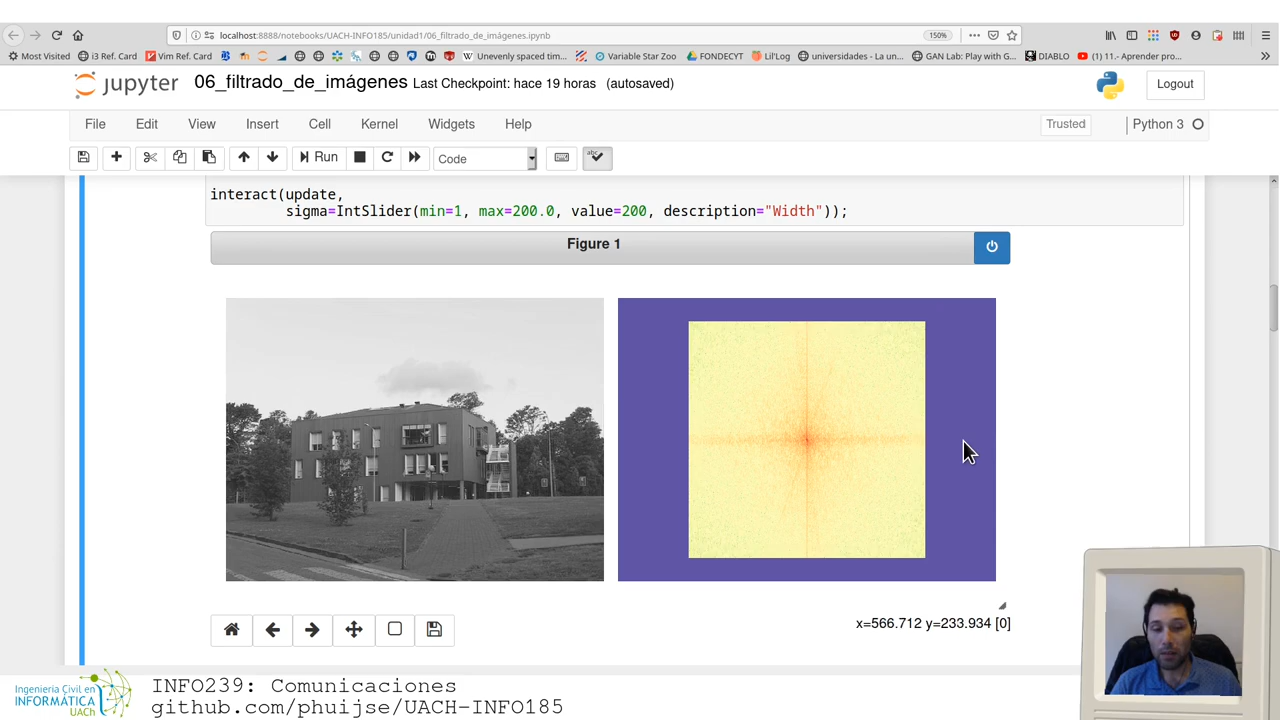 localhost:8888/notebooks/UACH-INFO185/unidad1/06_filtrado_de_imágenes.ipynb
150%
Most Visited
i3 Ref. Card
Vim Ref. Card
Unevenly spaced tim...
Variable Star Zoo
FONDECYT
Lil'Log
universidades - La un...
GAN Lab: Play with G...
DIABLO
(1) 11.- Aprender pro...
jupyter 06_filtrado_de_imágenes Last Checkpoint: hace 19 horas (autosaved)
Logout
File Edit View Insert Cell Kernel Widgets Help
Trusted
Python 3
Run
Code
interact(update,
sigma=IntSlider(min=1, max=200.0, value=200, description="Width"));
Figure 1
x=566.712 y=233.934 [0]
Ingeniería Civil en
INFORMÁTICA
UACh
INFO239: Comunicaciones
github.com/phuijse/UACH-INFO185